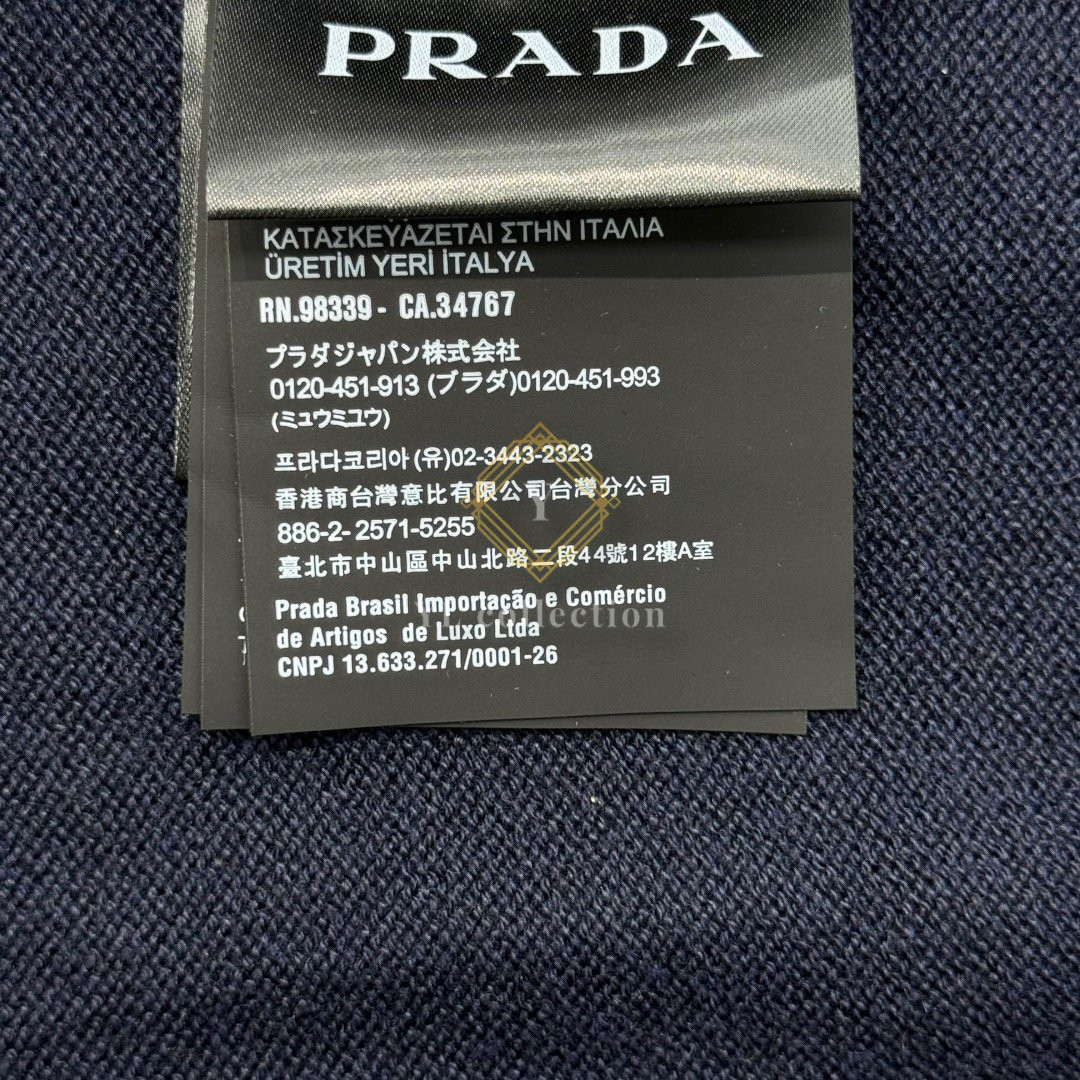 PRADA
ΚΑΤΑΣΚΕΥΆΖΕΤΑΙ ΣΤΗΝ ΙΤΑΛΙΑ
ÜRETİM YERİ İTALYA
RN.98339 - CA.34767
プラダジャパン株式会社
0120-451-913 (ブラダ)0120-451-993
(ミュウミユウ)
프라다코리아 (유)02-3443-2323
香港商台灣意比有限公司台灣分公司
886-2- 2571-5255
臺北市中山區中山北路二段44號12樓A室
Prada Brasil Importação e Comércio
de Artigos de Luxo Ltda
CNPJ 13.633.271/0001-26
Y
collection